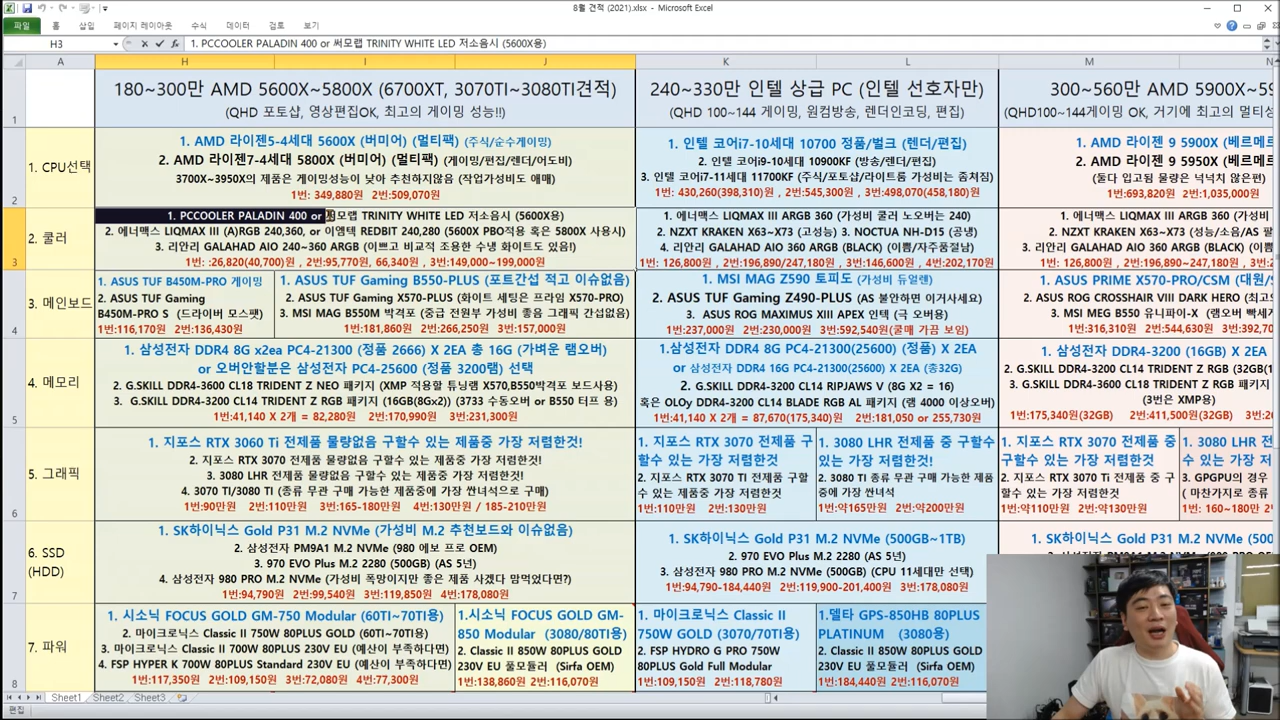 8월 견적 (2021).xlsx - Microsoft Excel
파일 홈 삽입 페이지 레이아웃 수식 데이터 검토 보기
H3 1. PCCOOLER PALADIN 400 or 써모랩 TRINITY WHITE LED 저소음시 (5600X용)
A H I J K L M N
1
180~300만 AMD 5600X~5800X (6700XT, 3070TI~3080TI견적)
(QHD 포토샵, 영상편집OK, 최고의 게이밍 성능!!)
240~330만 인텔 상급 PC (인텔 선호자만)
(QHD 100~144 게이밍, 원컴방송, 렌더인코딩, 편집)
300~560만 AMD 5900X~59
(QHD100~144게이밍 OK, 거기에 최고의 멀티성
2
1. CPU선택
1. AMD 라이젠5-4세대 5600X (버미어) (멀티팩) (주식/순수게이밍)
2. AMD 라이젠7-4세대 5800X (버미어) (멀티팩) (게이밍/편집/렌더/어도비)
3700X~3950X의 제품은 게이밍성능이 낮아 추천하지않음 (작업가성비도 애매)
1번: 349,880원 2번:509,070원
1. 인텔 코어i7-10세대 10700 정품/벌크 (렌더/편집)
2. 인텔 코어i9-10세대 10900KF (방송/렌더/편집)
3. 인텔 코어i7-11세대 11700KF (주식/포토샵/라이트룸 가성비는 좀쳐짐)
1번: 430,260(398,310)원 , 2번:545,300원 , 3번:498,070(458,180)원
1. AMD 라이젠 9 5900X (베르메
2. AMD 라이젠 9 5950X (베르메
(둘다 입고된 물량은 넉넉치 않은편)
1번:693,820원 2번:1,035,000원
3
2. 쿨러
1. PCCOOLER PALADIN 400 or 써모랩 TRINITY WHITE LED 저소음시 (5600X용)
2. 에너맥스 LIQMAX III (A)RGB 240,360, or 이엠텍 REDBIT 240,280 (5600X PBO적용 혹은 5800X 사용시)
3. 리안리 GALAHAD AIO 240~360 ARGB (이쁘고 비교적 조용한 수냉 화이트도 있음!)
1번: :26,820(40,700)원 , 2번:95,770원, 66,340원 , 3번:149,000~199,000원
1. 에너맥스 LIQMAX III ARGB 360 (가성비 쿨러 노오버는 240)
2. NZXT KRAKEN X63~X73 (고성능) 3. NOCTUA NH-D15 (공냉)
4. 리안리 GALAHAD AIO 360 ARGB (BLACK) (이쁨/자주품절남)
1번: 126,800원 , 2번:196,890/247,180원 , 3번:146,600원 , 4번:202,170원
1. 에너맥스 LIQMAX III ARGB 360 (가성비
2. NZXT KRAKEN X63~X73 (성능/소음/AS 팔
3. 리안리 GALAHAD AIO 360 ARGB (BLACK)
1번: 126,800원 , 2번:196,890~247,180원 , 3번:
4
3. 메인보드
1. ASUS TUF B450M-PRO 게이밍
2. ASUS TUF Gaming
B450M-PRO S (드라이버 모스팻)
1번:116,170원 2번:136,430원
1. ASUS TUF Gaming B550-PLUS (포트간섭 적고 이슈없음)
2. ASUS TUF Gaming X570-PLUS (화이트 세팅은 프라임 X570-PRO)
3. MSI MAG B550M 박격포 (중급 전원부 가성비 좋음 그래픽 간섭없음)
1번:181,860원 2번:266,250원 3번:157,000원
1. MSI MAG Z590 토피도 (가성비 듀얼랜)
2. ASUS TUF Gaming Z490-PLUS (AS 불안하면 이거사세요)
3. ASUS ROG MAXIMUS XIII APEX 인텍 (극 오버용)
1번:237,000원 2번:230,000원 3번:592,540원(쿨매 가끔 보임)
1. ASUS PRIME X570-PRO/CSM (대원/
2. ASUS ROG CROSSHAIR VIII DARK HERO (최고
3. MSI MEG B550 유니파이-X (램오버 빡세
1번:316,310원 2번:544,630원 3번:392,70
5
4. 메모리
1. 삼성전자 DDR4 8G x2ea PC4-21300 (정품 2666) X 2EA 총 16G (가벼운 램오버)
or 오버안할분은 삼성전자 PC4-25600 (정품 3200램) 선택
2. G.SKILL DDR4-3600 CL18 TRIDENT Z NEO 패키지 (XMP 적용할 튜닝램 X570,B550박격포 보드사용)
3. G.SKILL DDR4-3200 CL14 TRIDENT Z RGB 패키지 (16GB(8Gx2)) (3733 수동오버 or B550 터프 용)
1번:41,140 X 2개 = 82,280원 2번:170,990원 3번:231,300원
1.삼성전자 DDR4 8G PC4-21300(25600) (정품) X 2EA
or 삼성전자 DDR4 16G PC4-21300(25600) X 2EA (총32G)
2. G.SKILL DDR4-3200 CL14 RIPJAWS V (8G X2 = 16)
혹은 OLOy DDR4-3200 CL14 BLADE RGB AL 패키지 (램 4000 이상오버)
1번:41,140 X 2개 = 87,670(175,340)원 2번:181,050 or 255,730원
1. 삼성전자 DDR4-3200 (16GB) X 2EA
2. G.SKILL DDR4-3200 CL14 TRIDENT Z RGB (32GB(1
3. G.SKILL DDR4-3600 CL18 TRIDENT Z RGB 패키지
(3번은 XMP용)
1번:175,340원(32GB) 2번:411,500원(32GB) 3번:26
6
5. 그래픽
1. 지포스 RTX 3060 Ti 전제품 물량없음 구할수 있는 제품중 가장 저렴한것!
2. 지포스 RTX 3070 전제품 물량없음 구할수 있는 제품중 가장 저렴한것!
3. 3080 LHR 전제품 물량없음 구할수 있는 제품중 가장 저렴한것!
4. 3070 TI/3080 TI (종류 무관 구매 가능한 제품중에 가장 싼녀석으로 구매)
1번:90만원 2번:110만원 3번:165-180만원 4번:130만원 / 185-210만원
1. 지포스 RTX 3070 전제품 구
할수 있는 가장 저렴한것!
2. 지포스 RTX 3070 TI 전제품 구할
수 있는 제품중 가장 저렴한것!
1번:110만원 2번:130만원
1. 3080 LHR 전제품 중 구할수
있는 가장 저렴한것!
2. 3080 TI 종류 무관 구매 가능한 제품
중에 가장 싼녀석
1번:약165만원 2번:약200만원
1. 지포스 RTX 3070 전제품 중
구할수 있는 가장 저렴한것!
2. 지포스 RTX 3070 Ti 전제품 중 구
할수 있는 가장 저렴한것!
1번:약110만원 2번:약130만원
1. 3080 LHR 전
있는 가장 저렴한
3. GPGPU의 경우
( 마찬가지로 종류
1번: 160~180만 2
7
6. SSD
(HDD)
1. SK하이닉스 Gold P31 M.2 NVMe (가성비 M.2 추천보드와 이슈없음)
2. 삼성전자 PM9A1 M.2 NVMe (980 에보 프로 OEM)
3. 970 EVO Plus M.2 2280 (500GB) (AS 5년)
4. 삼성전자 980 PRO M.2 NVMe (가성비 폭망이지만 좋은 제품 사겠다 맘먹었다면?)
1번:94,790원 2번:99,540원 3번:119,850원 4번:178,080원
1. SK하이닉스 Gold P31 M.2 NVMe (500GB~1TB)
2. 970 EVO Plus M.2 2280 (AS 5년)
3. 삼성전자 980 PRO M.2 NVMe (500GB) (CPU 11세대만 선택)
1번:94,790-184,440원 2번:119,900-201,400원 3번:178,080원
1. SK하이닉스 Gold P31 M.2 NVMe (500
8
7. 파워
1. 시소닉 FOCUS GOLD GM-750 Modular (60TI~70TI용)
2. 마이크로닉스 Classic II 750W 80PLUS GOLD (60TI~70TI용)
3. 마이크로닉스 Classic II 700W 80PLUS 230V EU (예산이 부족하다면)
4. FSP HYPER K 700W 80PLUS Standard 230V EU (예산이 부족하다면)
1번:117,350원 2번:109,150원 3번:72,080원 4번:77,300원
1.시소닉 FOCUS GOLD GM-
850 Modular (3080/80TI용)
2. Classic II 850W 80PLUS GOLD
230V EU 풀모듈러 (Sirfa OEM)
1번:138,860원 2번:116,070원
1. 마이크로닉스 Classic II
750W GOLD (3070/70TI용)
2. FSP HYDRO G PRO 750W
80PLUS Gold Full Modular
1번:109,150원 2번:118,780원
1.델타 GPS-850HB 80PLUS
PLATINUM (3080용)
2. Classic II 850W 80PLUS GOLD
230V EU 풀모듈러 (Sirfa OEM)
1번:184,440원 2번:116,070원
Sheet1 Sheet2 Sheet3
편집